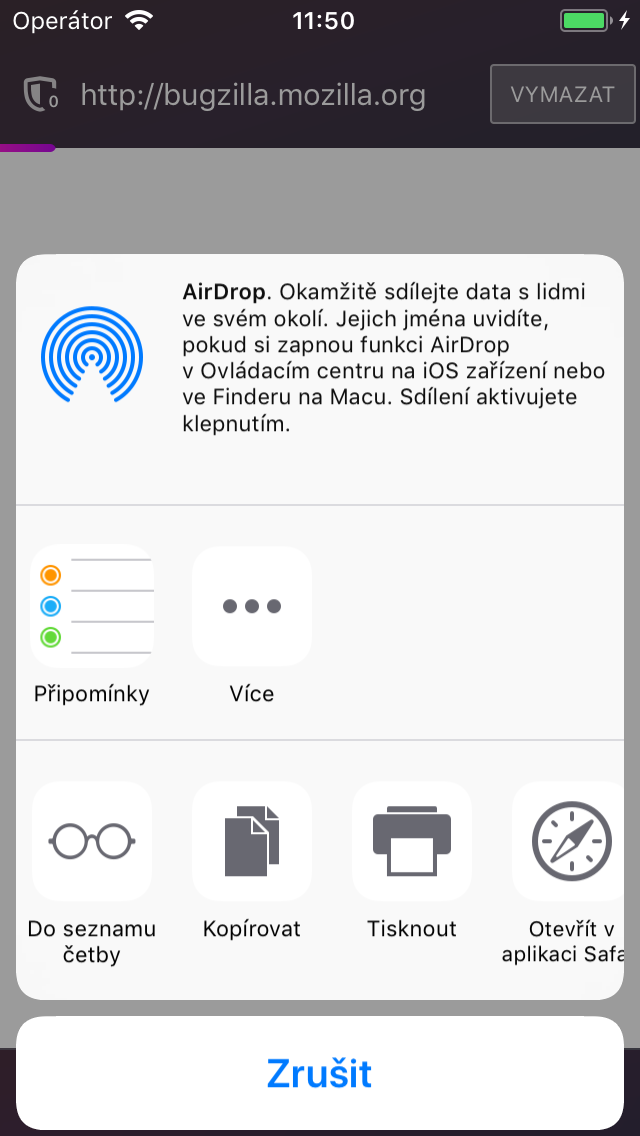 Operátor
11:50
0
http://bugzilla.mozilla.org
VYMAZAT
AirDrop. Okamžitě sdílejte data s lidmi
ve svém okolí. Jejich jména uvidíte,
pokud si zapnou funkci AirDrop
v Ovládacím centru na iOS zařízení nebo
ve Finderu na Macu. Sdílení aktivujete
klepnutím.
Připomínky
Více
Do seznamu
četby
Kopírovat
Tisknout
Otevřít v
aplikaci Safa
Zrušit